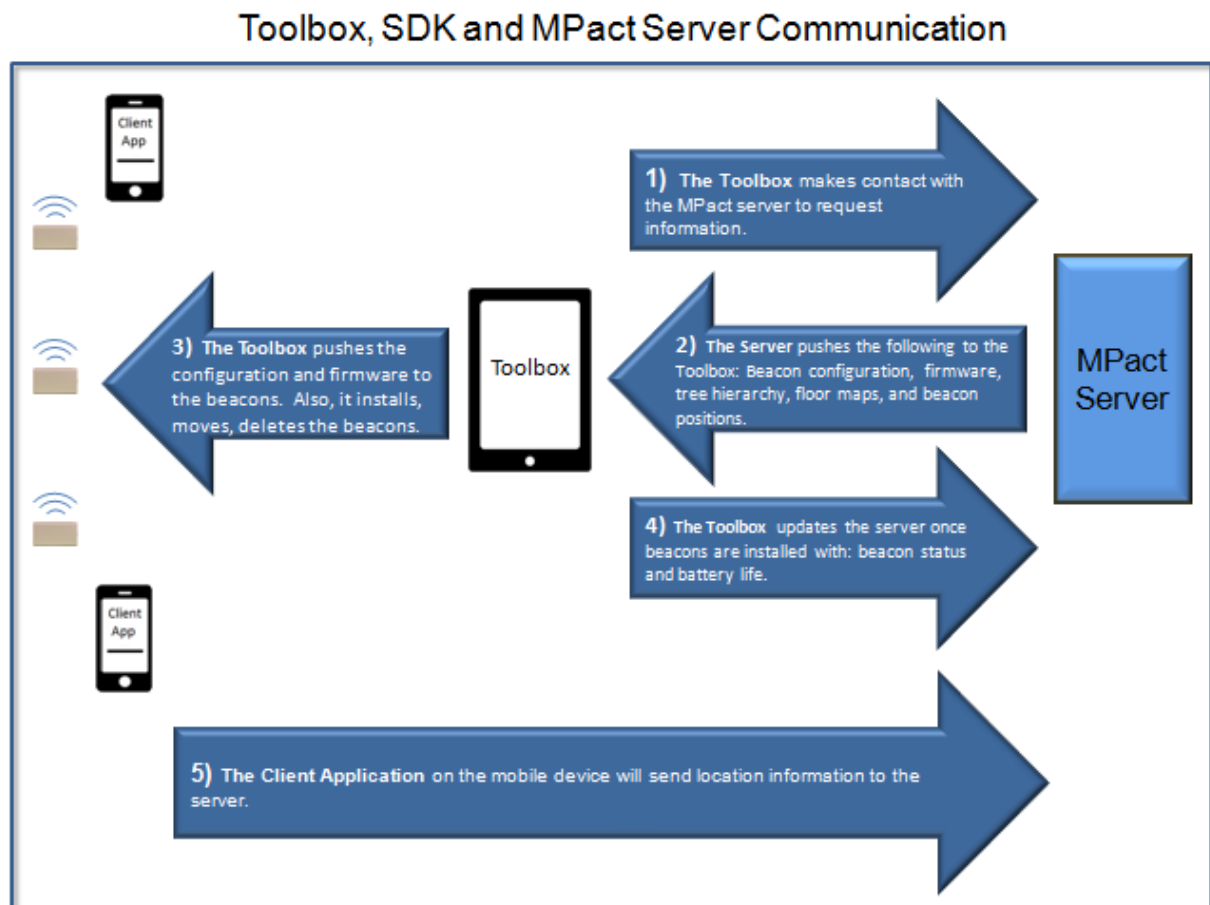 Toolbox, SDK and MPact Server Communication
Client
App
1) The Toolbox makes contact with
the MPact server to request
information.
2) The Server pushes the following to the
Toolbox: Beacon configuration, firmware,
tree hierarchy, floor maps, and beacon
positions.
MPact
Server
Toolbox
3) The Toolbox pushes the
configuration and firmware to
the beacons. Also, it installs,
moves, deletes the beacons.
4) The Toolbox updates the server once
beacons are installed with: beacon status
and battery life.
Client
App
5) The Client Application on the mobile device will send location information to the
server.